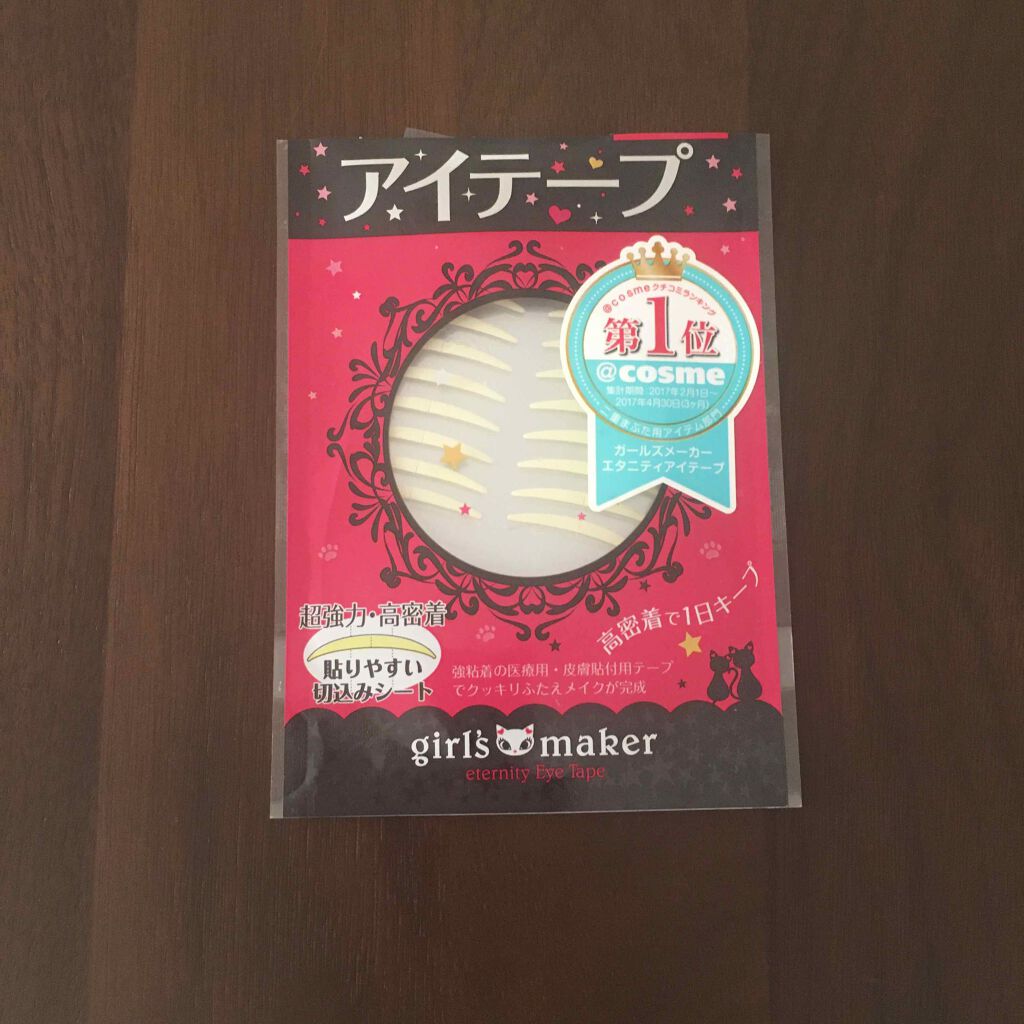 アイテープ
@cosmeクチコミランキング
第1位
@cosme
集計期間:2017年2月1日〜
2017年4月30日(3ヶ月)
二重まぶた用アイテム部門
ガールズメーカー
エタニティアイテープ
超強力・高密着
貼りやすい
切込みシート
高密着で1日キープ
強粘着の医療用・皮膚貼付用テープ
でクッキリふたえメイクが完成
girl's maker
eternity Eye Tape